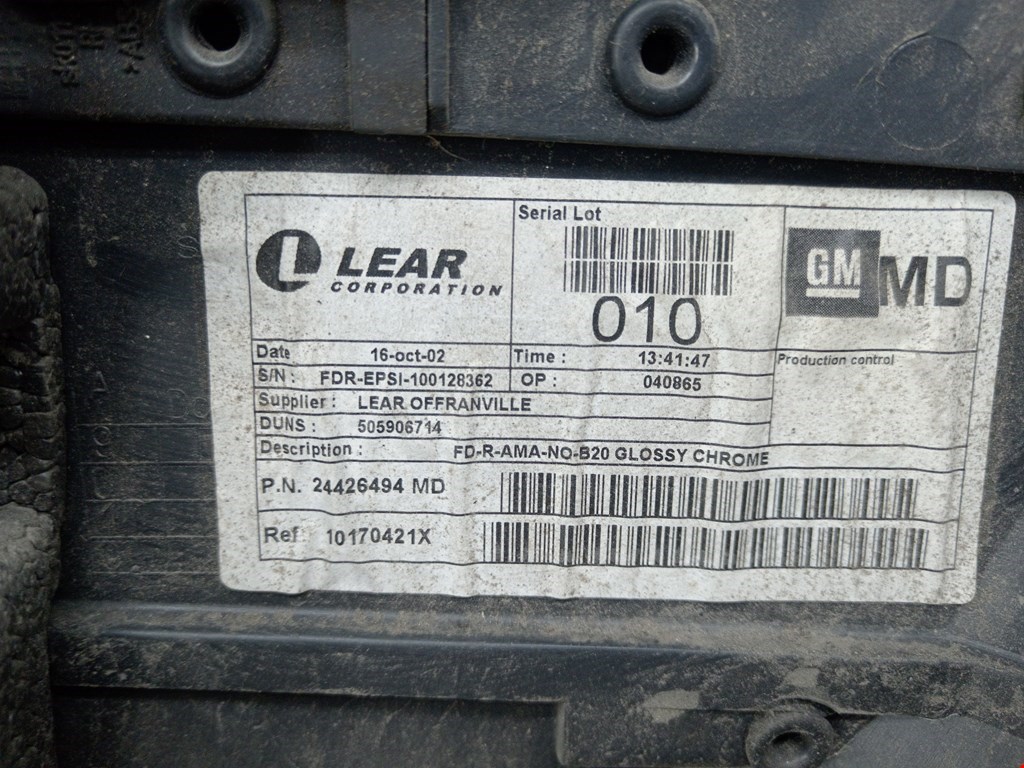 LEAR
CORPORATION
Serial Lot
010
GM MD
Date 16-oct-02 Time : 13:41:47
Production control
S/N : FDR-EPSI-100128362 OP : 040865
Supplier : LEAR OFFRANVILLE
DUNS : 505906714
Description : FD-R-AMA-NO-B20 GLOSSY CHROME
P.N. 24426494 MD
Ref: 10170421X